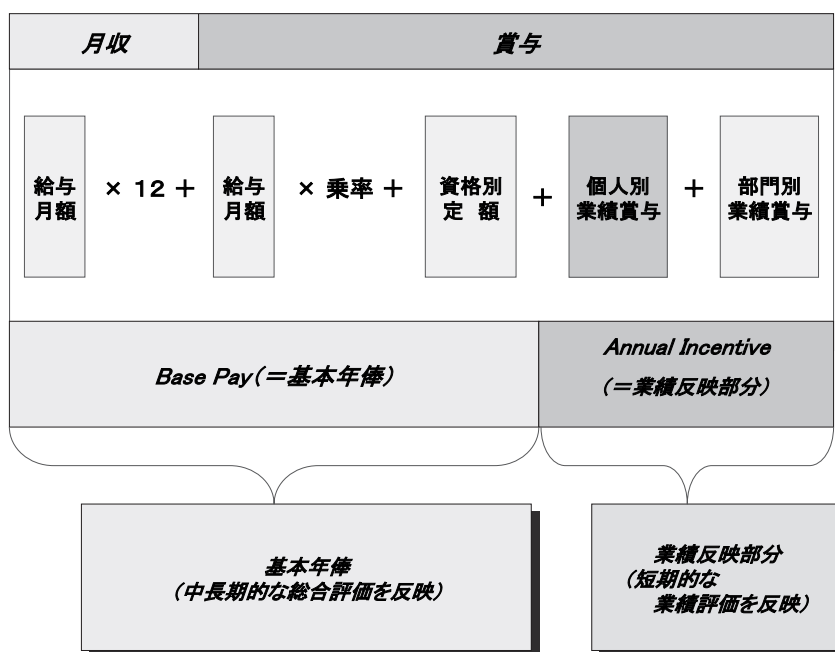 月収
賞与
給与
月額
× 12 +
給与
月額
× 乗率 +
資格別
定 額
+
個人別
業績賞与
+
部門別
業績賞与
Base Pay(=基本年俸)
Annual Incentive
(=業績反映部分)
基本年俸
(中長期的な総合評価を反映)
業績反映部分
(短期的な
業績評価を反映)